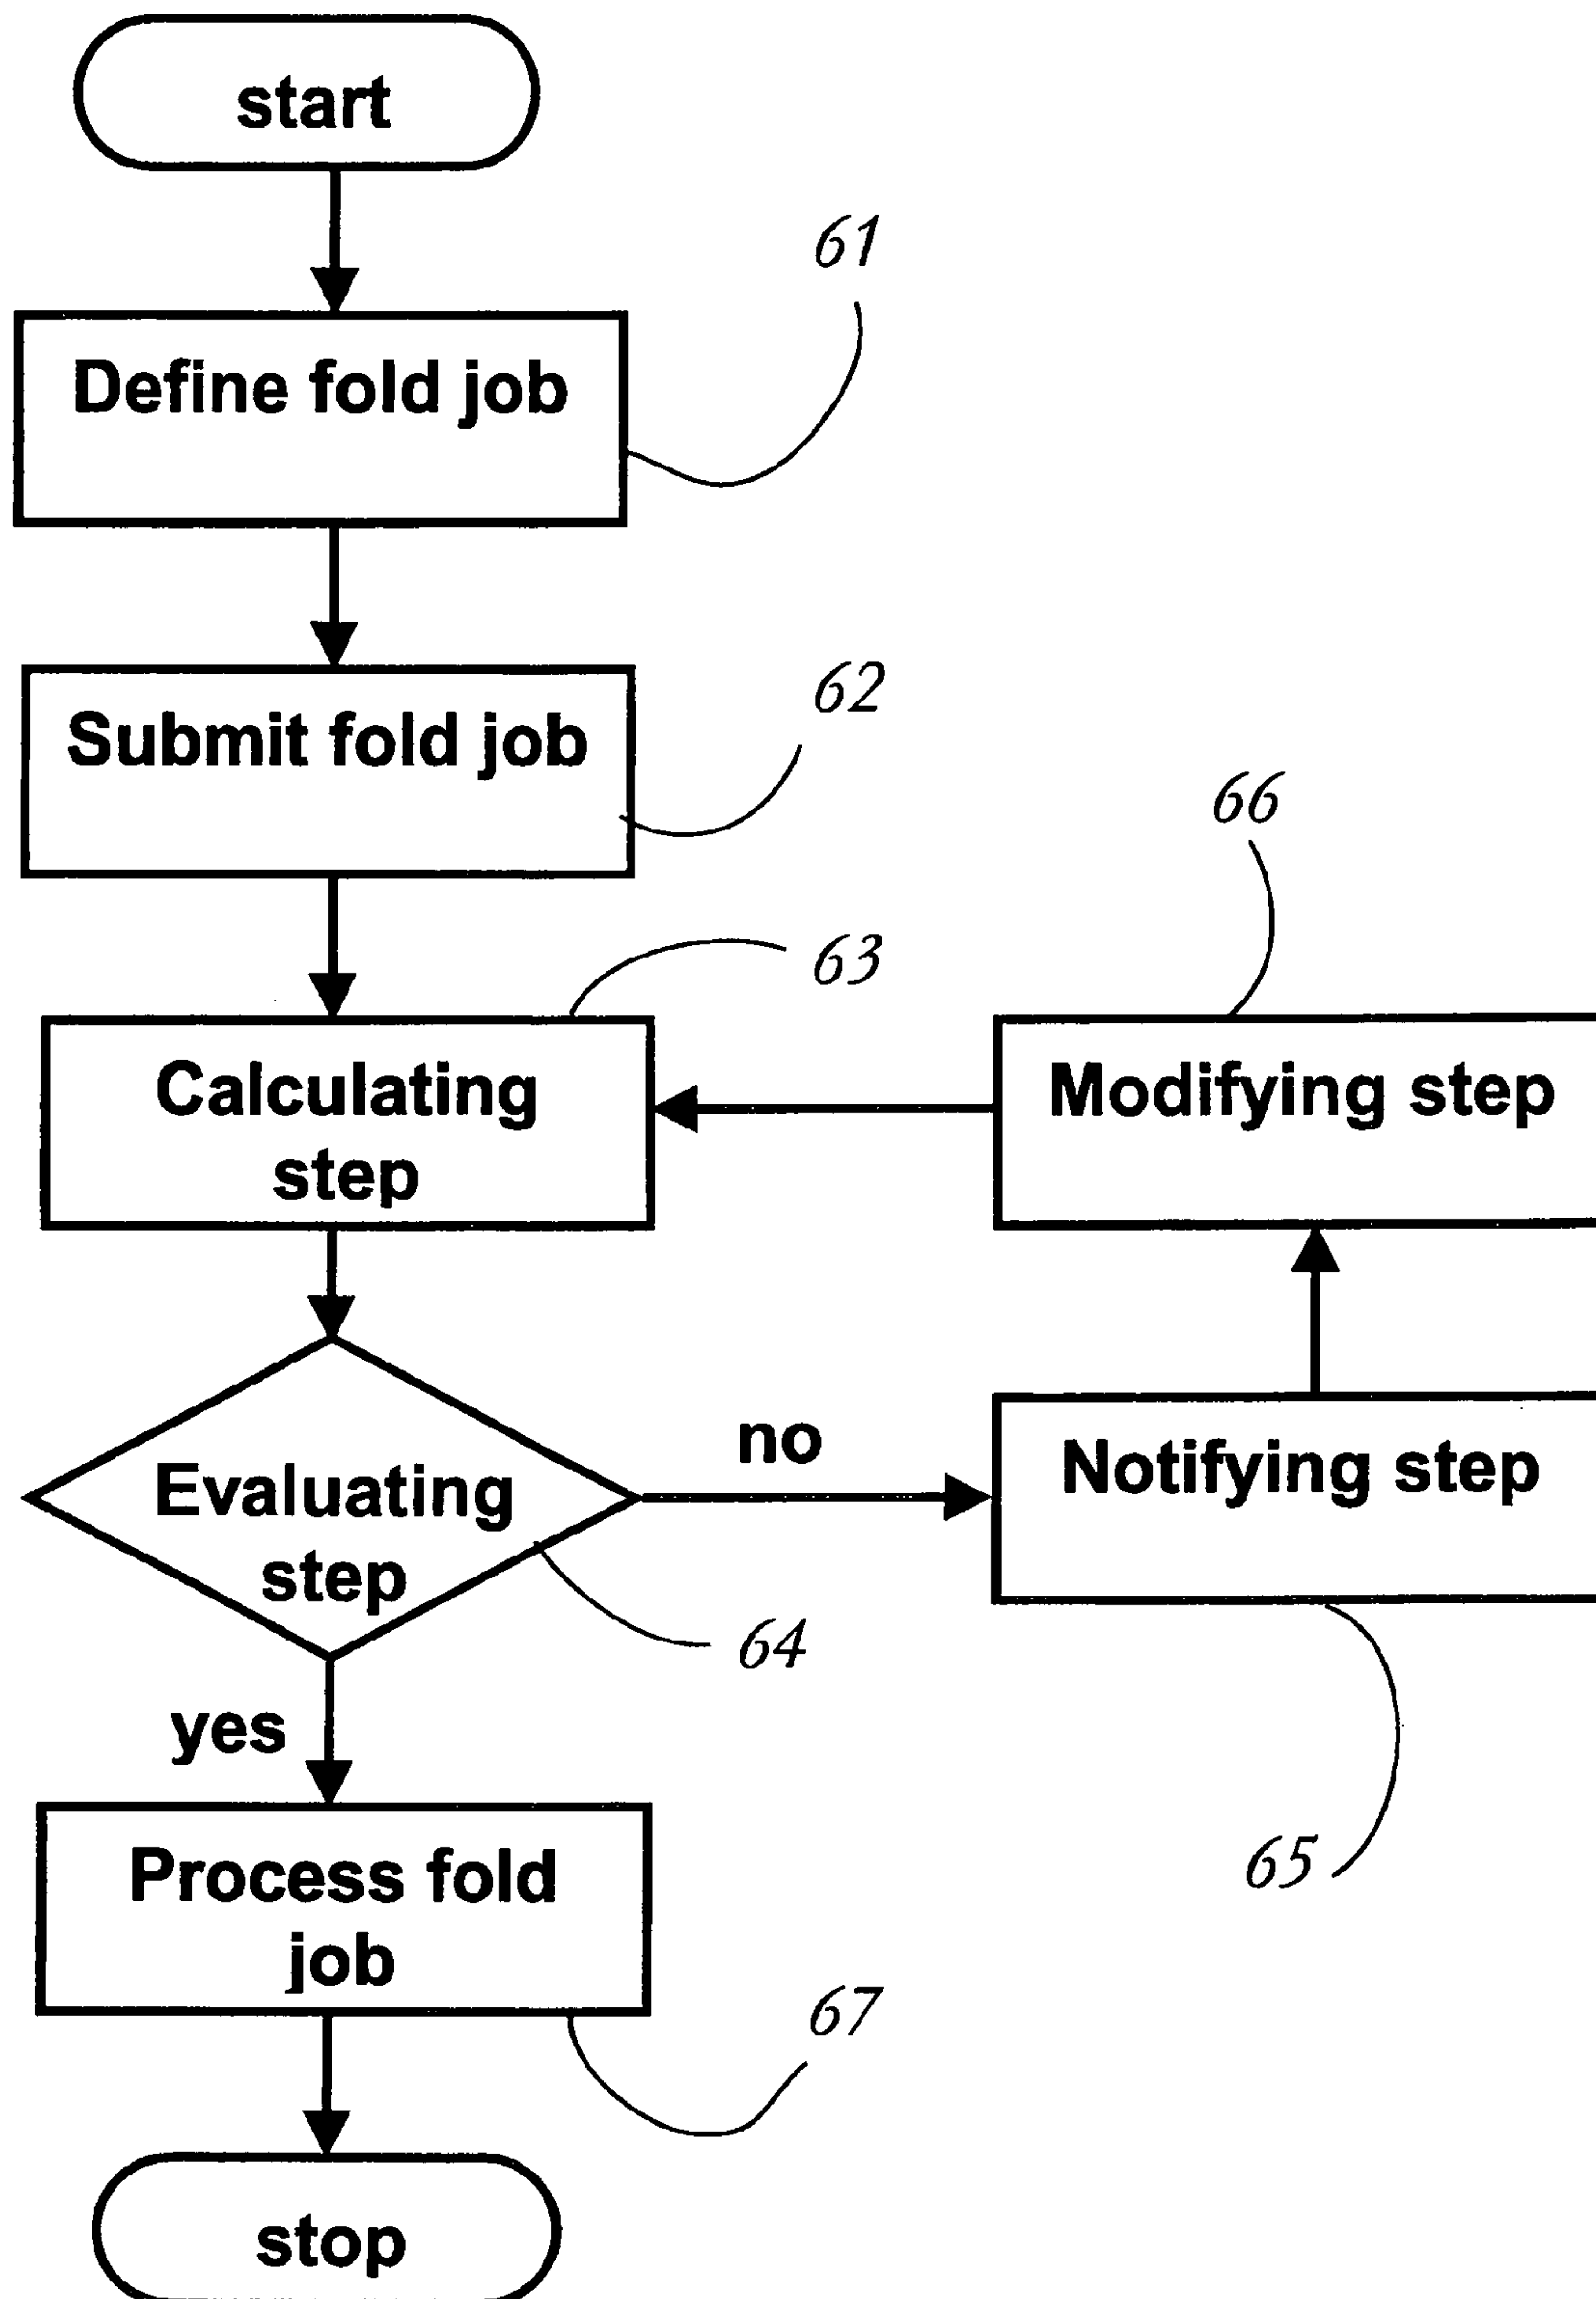 start
61
Define fold job
Submit fold job
62
66
63
Calculating
step
Modifying step
Evaluating
step
no
Notifying step
64
yes
65
Process fold
job
67
stop